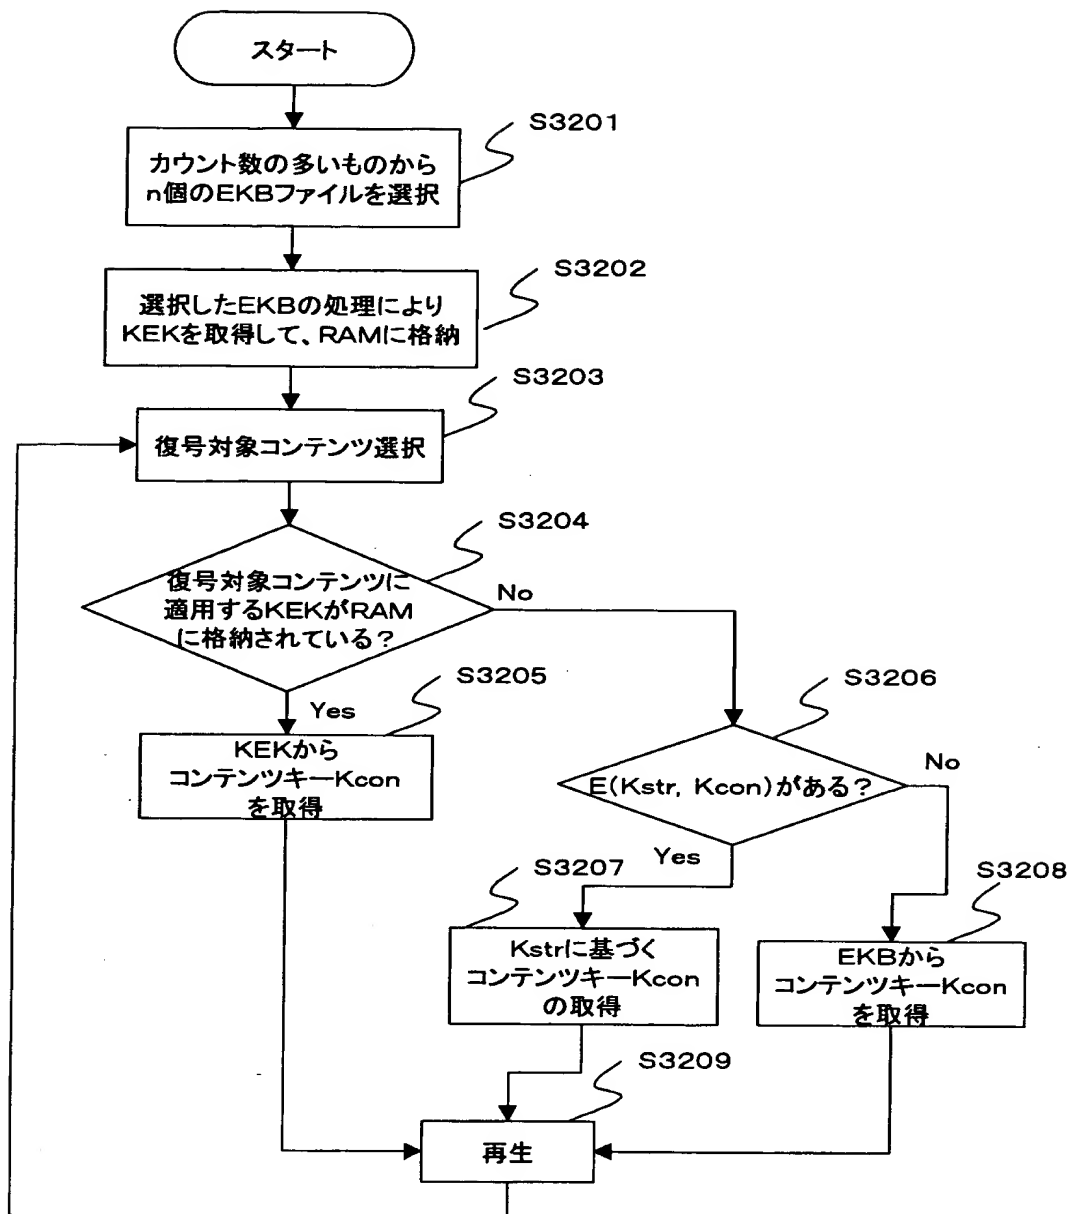 スタート
S3201
カウント数の多いものから
n個のEKBファイルを選択
S3202
選択したEKBの処理により
KEKを取得して、RAMに格納
S3203
復号対象コンテンツ選択
S3204
復号対象コンテンツに
適用するKEKがRAM
に格納されている?
No
S3205
Yes
KEKから
コンテンツキーKcon
を取得
S3206
E(Kstr, Kcon)がある?
No
Yes
S3207
Kstrに基づく
コンテンツキーKcon
の取得
S3208
EKBから
コンテンツキーKcon
を取得
S3209
再生